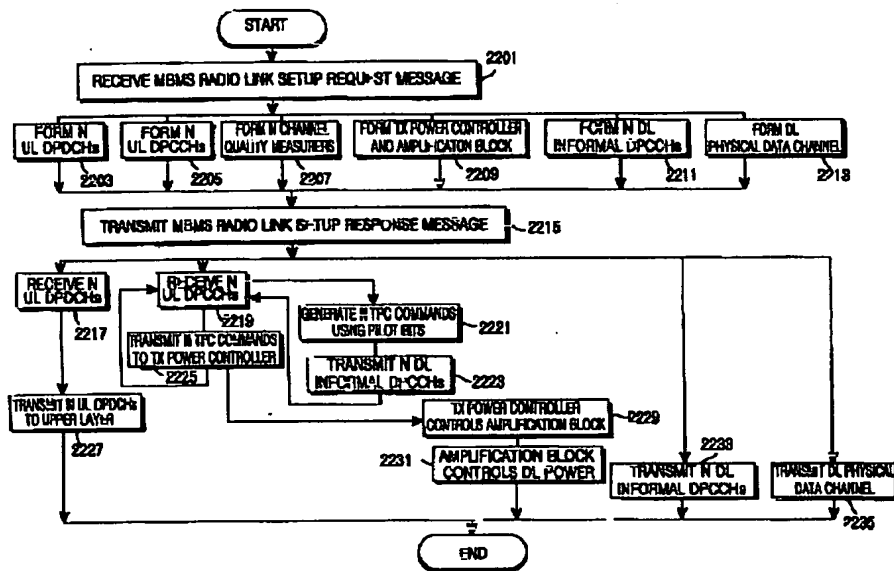 START
RECEIVE MBMS RADIO LINK SETUP REQUEST MESSAGE
2201
FORM N
UL DPDCHs
2203
FORM N
UL DPCCHs
2205
FORM N CHANNEL
QUALITY MEASURERS
2207
FORM TX POWER CONTROLLER
AND AMPLIFICATION BLOCK
2209
FORM N DL
INFORMAL DPCCHs
2211
FORM DL
PHYSICAL DATA CHANNEL
2213
TRANSMIT MBMS RADIO LINK SETUP RESPONSE MESSAGE
2215
RECEIVE N
UL DPDCHs
2217
RECEIVE N
UL DPCCHs
2219
GENERATE N TPC COMMANDS
USING PILOT BITS
2221
TRANSMIT N TPC COMMANDS
TO TX POWER CONTROLLER
2225
TRANSMIT N DL
INFORMAL DPCCHs
2223
TRANSMIT N UL DPDCHs
TO UPPER LAYER
2227
TX POWER CONTROLLER
CONTROLS AMPLIFICATION BLOCK
2229
2231
AMPLIFICATION BLOCK
CONTROLS DL POWER
2233
TRANSMIT N DL
INFORMAL DPCCHs
TRANSMIT DL PHYSICAL
DATA CHANNEL
2235
END